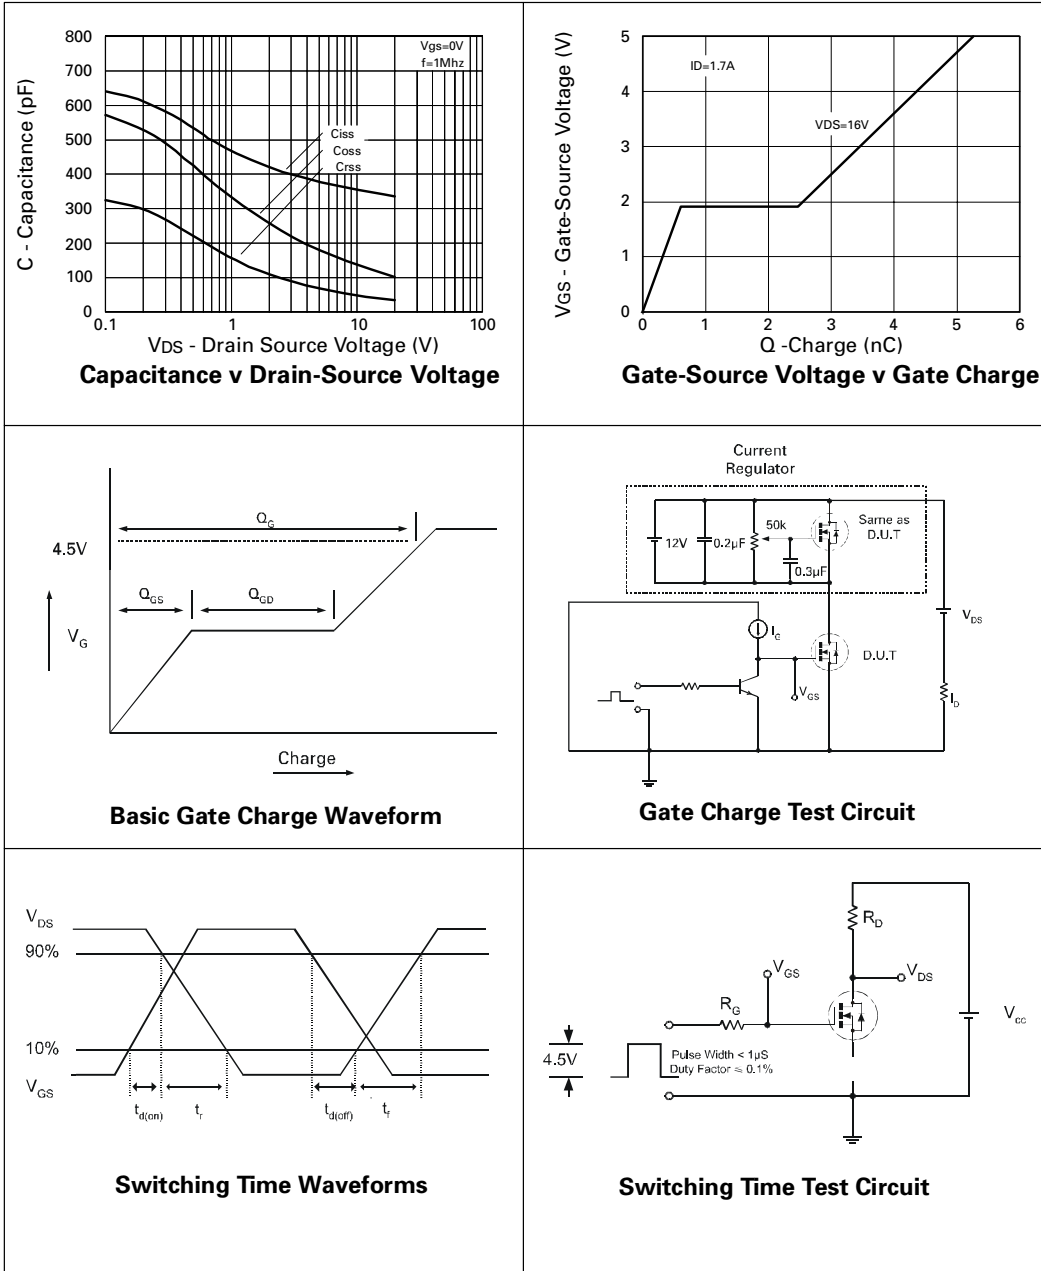 800
700
600
500
400
300
200
100
0
0.1
1
10
100
Vgs=0V
f=1Mhz
Ciss
Coss
Crss
C - Capacitance (pF)
VDS - Drain Source Voltage (V)
Capacitance v Drain-Source Voltage
5
4
3
2
1
0
0
1
2
3
4
5
6
ID=1.7A
VDS=16V
VGS - Gate-Source Voltage (V)
Q -Charge (nC)
Gate-Source Voltage v Gate Charge
QG
4.5V
QGS
QGD
VG
Charge
Basic Gate Charge Waveform
Current
Regulator
12V
0.2µF
50k
0.3µF
Same as
D.U.T
IG
VDS
D.U.T
VGS
ID
Gate Charge Test Circuit
VDS
90%
10%
VGS
td(on)
tr
td(off)
tf
Switching Time Waveforms
RD
VGS
VDS
RG
Vcc
4.5V
Pulse Width < 1µS
Duty Factor ≤ 0.1%
Switching Time Test Circuit